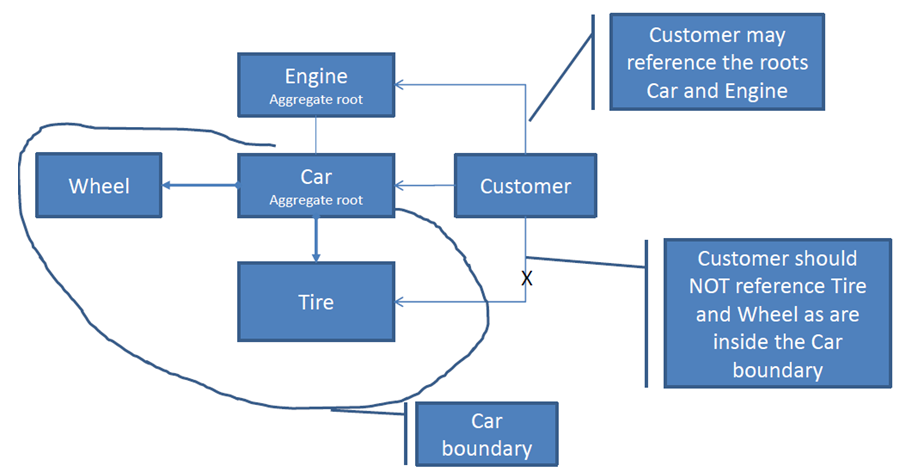 Customer may
reference the roots
Car and Engine
Engine
Aggregate root
Wheel
Car
Aggregate root
Customer
Customer should
NOT reference Tire
and Wheel as are
inside the Car
boundary
X
Tire
Car
boundary